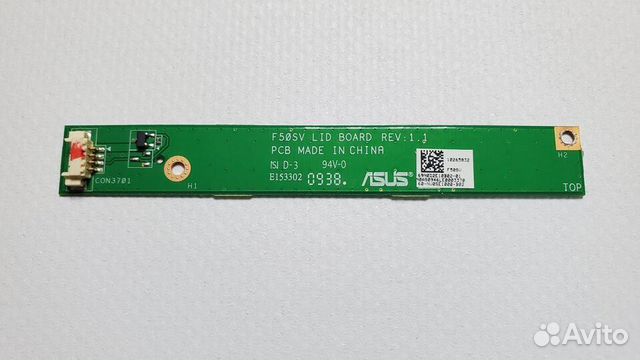 F50SV LID BOARD REV:1.1
PCB MADE IN CHINA
D-3 94V-0
E153302 0938. ASUS
CON3701
H1
H2
TOP
F50SV
Avito